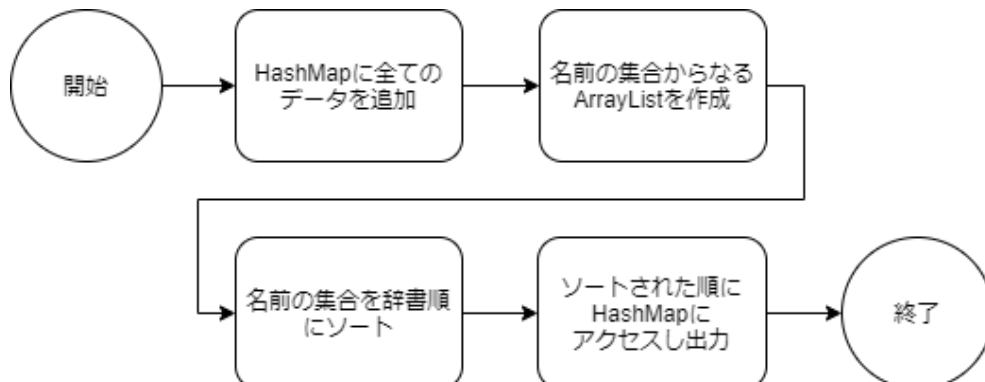 開始
HashMapに全ての
データを追加
名前の集合からなる
ArrayListを作成
名前の集合を辞書順
にソート
ソートされた順に
HashMapに
アクセスし出力
終了